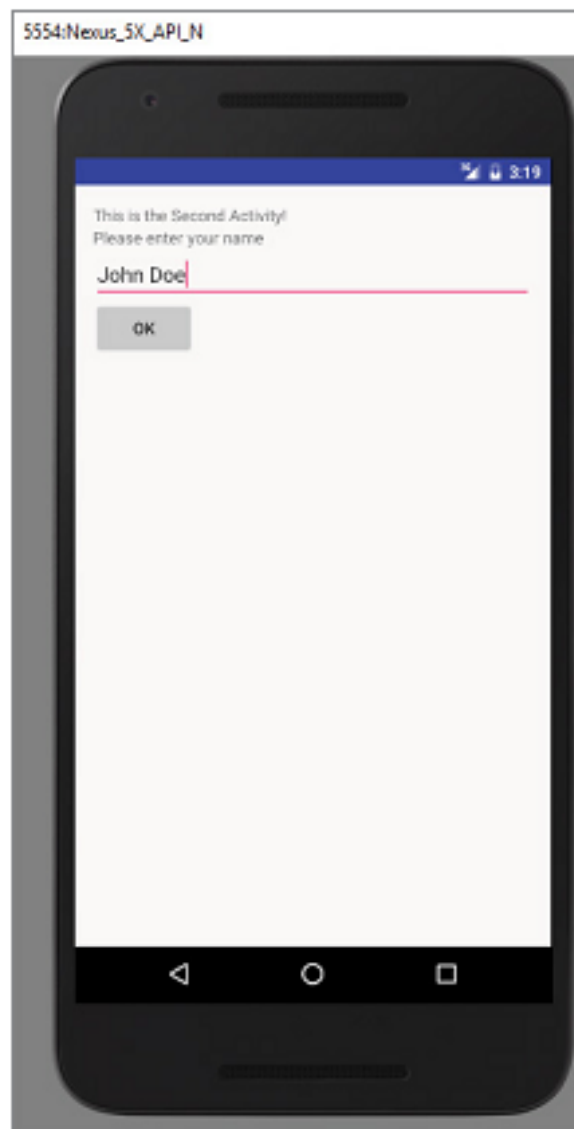 5554:Nexus_5X_API_N
3:19
This is the Second Activity!
Please enter your name
John Doe
OK